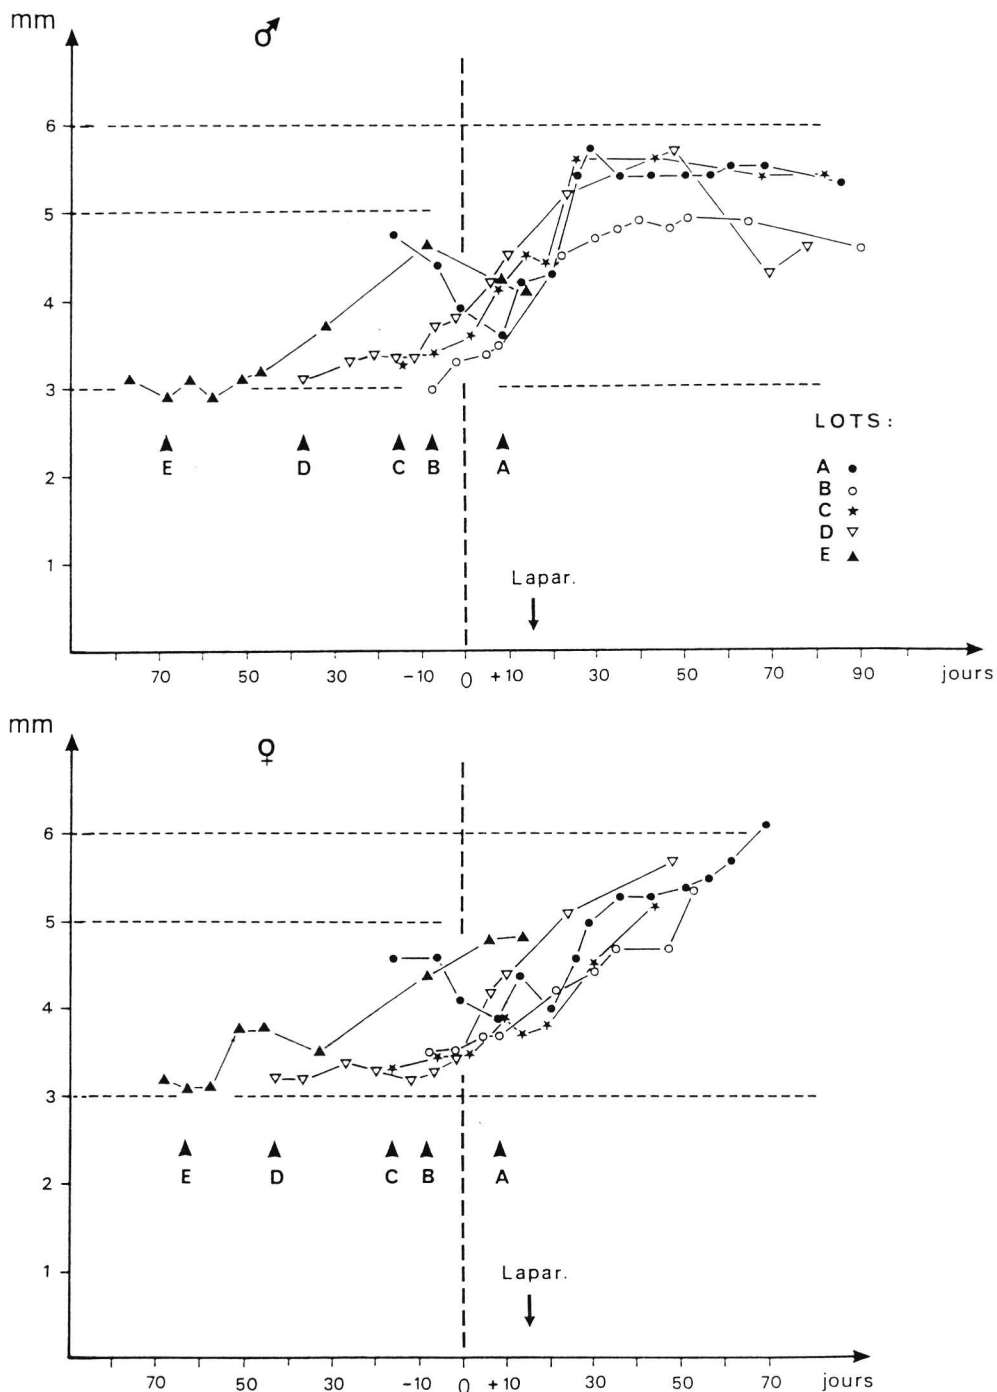 mm
♂
6
5
4
3
E D C B A
2
1
LOTS :
A ●
B ○
C ★
D ▽
E ▲
Lapar.
70 50 30 -10 0 +10 30 50 70 90 jours
mm
♀
6
5
4
3
E D C B A
2
1
Lapar.
70 50 30 -10 0 +10 30 50 70 jours